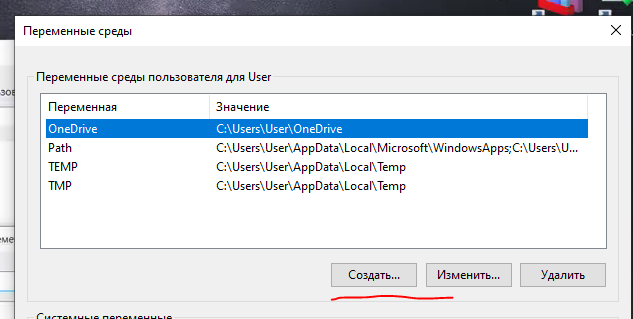 Переменные среды
Переменные среды пользователя для User
Переменная Значение
OneDrive C:\Users\User\OneDrive
Path C:\Users\User\AppData\Local\Microsoft\WindowsApps;C:\Users\U...
TEMP C:\Users\User\AppData\Local\Temp
TMP C:\Users\User\AppData\Local\Temp
Создать... Изменить... Удалить
Системные переменные